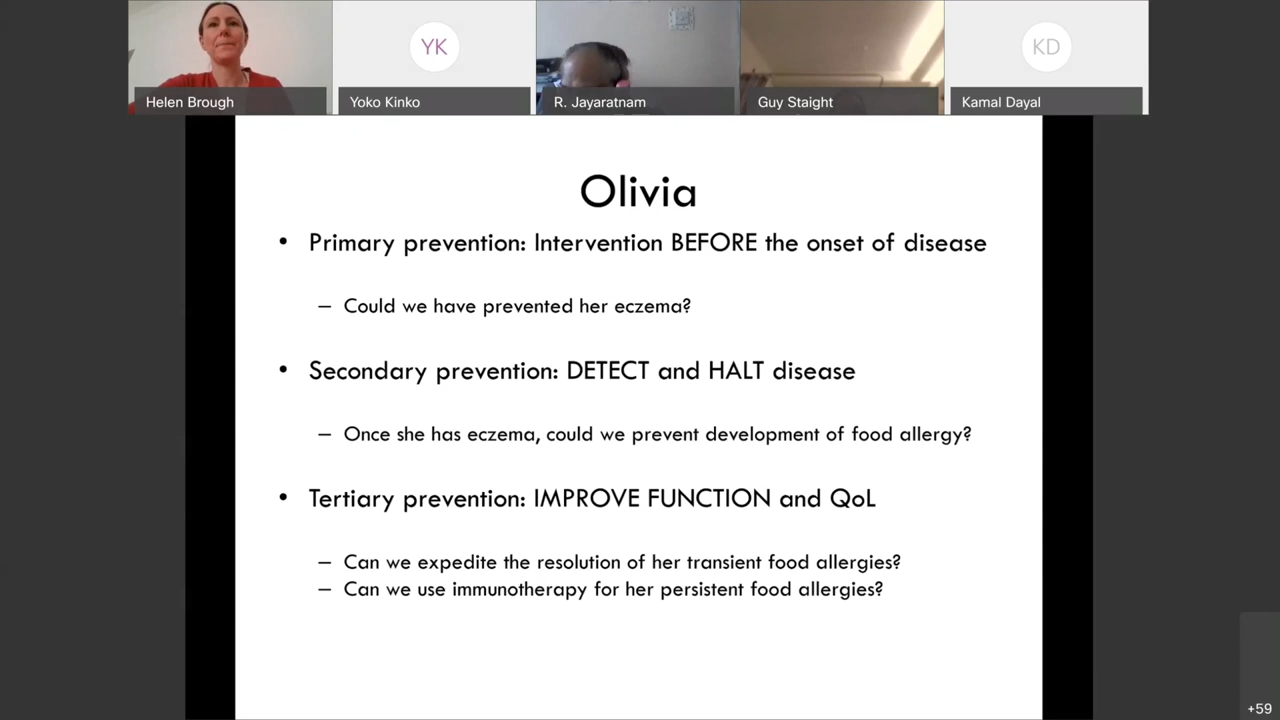 YK
KD
Helen Brough
Yoko Kinko
R. Jayaratnam
Guy Staight
Kamal Dayal
Olivia
• Primary prevention: Intervention BEFORE the onset of disease
– Could we have prevented her eczema?
• Secondary prevention: DETECT and HALT disease
– Once she has eczema, could we prevent development of food allergy?
• Tertiary prevention: IMPROVE FUNCTION and QoL
– Can we expedite the resolution of her transient food allergies?
– Can we use immunotherapy for her persistent food allergies?
+59